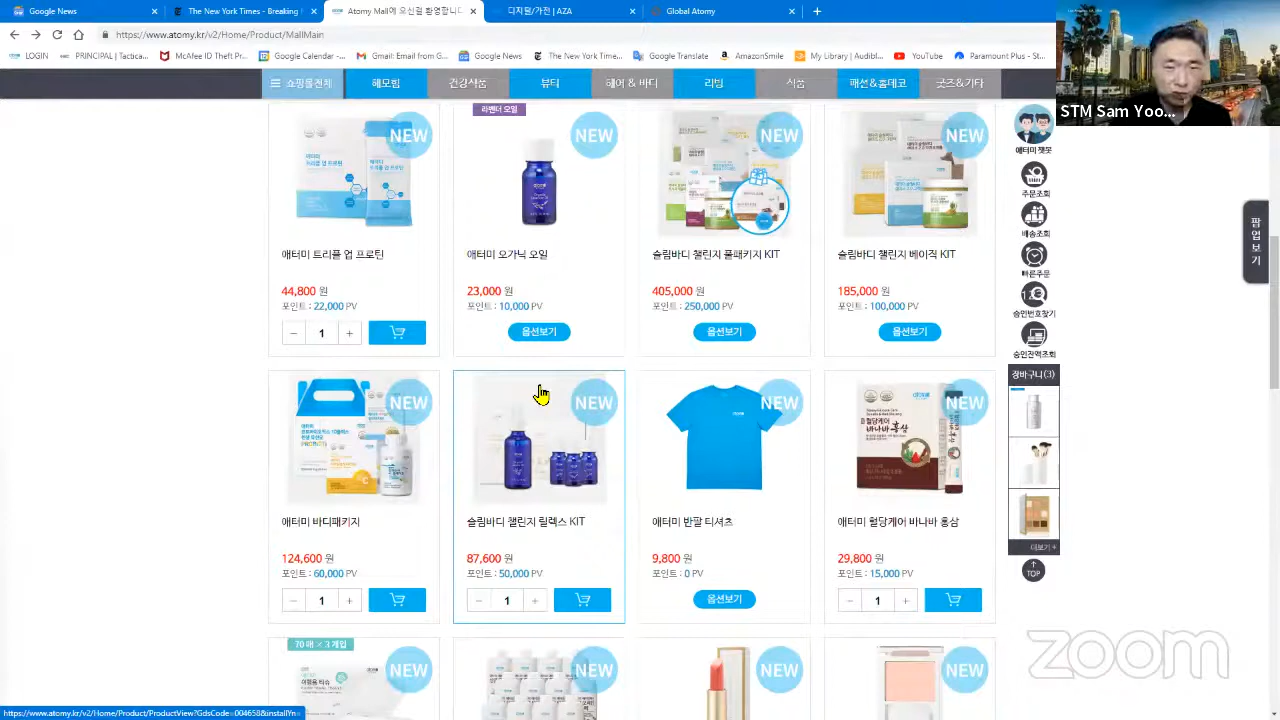 Google News
The New York Times - Breaking
Atomy Mall에 오신걸 환영합니다
디지털/가전 | AZA
Global Atomy
https://www.atomy.kr/v2/Home/Product/MallMain
LOGIN
PRINCIPAL | Tactica...
McAfee ID Theft Pr...
Google Calendar -...
Gmail: Email from G...
Google News
The New York Time...
Google Translate
AmazonSmile
My Library | Audibl...
YouTube
Paramount Plus - St...
쇼핑몰전체
해모힘
건강식품
뷰티
헤어 & 바디
리빙
식품
패션&홈데코
굿즈&기타
STM Sam Yoo...
라벤더 오일
NEW
NEW
NEW
NEW
애터미 트리플 업 프로틴
애터미 오가닉 오일
슬림바디 챌린지 풀패키지 KIT
슬림바디 챌린지 베이직 KIT
44,800 원
23,000 원
405,000 원
185,000 원
포인트 : 22,000 PV
포인트 : 10,000 PV
포인트 : 250,000 PV
포인트 : 100,000 PV
1
옵션보기
옵션보기
옵션보기
NEW
NEW
NEW
NEW
애터미 바디패키지
슬림바디 챌린지 릴렉스 KIT
애터미 반팔 티셔츠
애터미 혈당케어 바나바 홍삼
124,600 원
87,600 원
9,800 원
29,800 원
포인트 : 60,000 PV
포인트 : 50,000 PV
포인트 : 0 PV
포인트 : 15,000 PV
1
1
옵션보기
1
70 매 × 3 개입
NEW
NEW
NEW
NEW
애터미 챗봇
주문조회
배송조회
빠른주문
승인번호찾기
승인잔액조회
장바구니(3)
더보기 +
TOP
팝업보기
zoom
https://www.atomy.kr/v2/Home/Product/ProductView?GdsCode=004658&installYn=